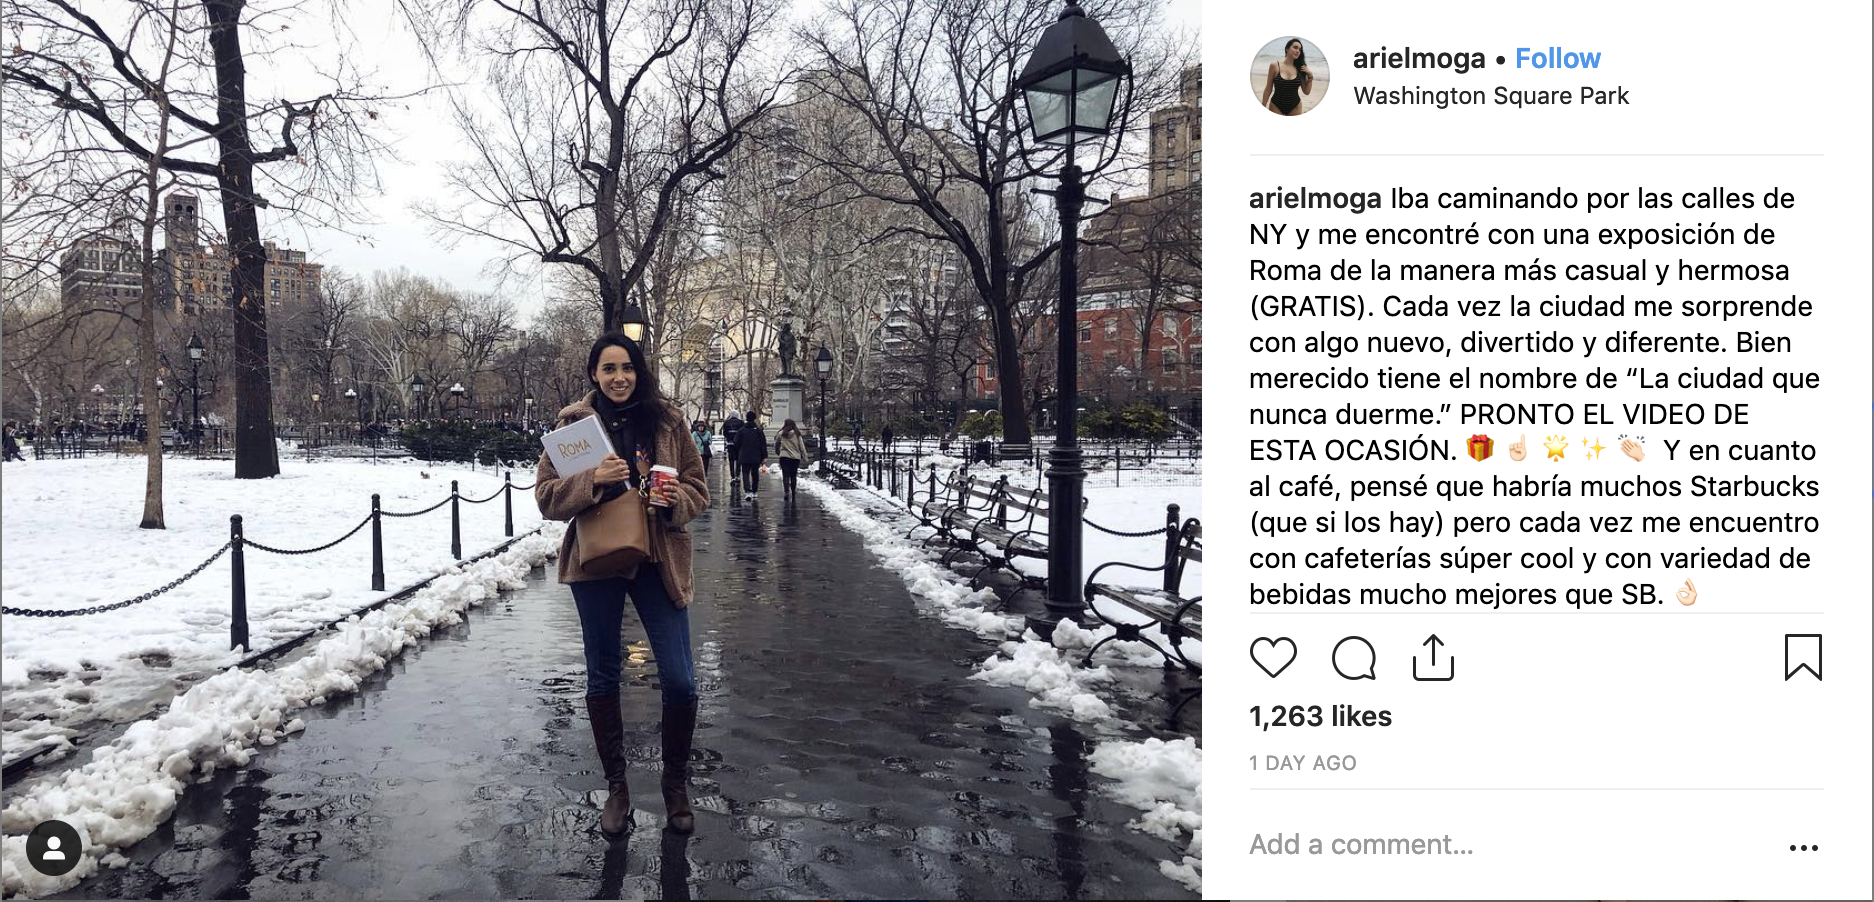 ROMA
arielmoga • Follow
Washington Square Park
arielmoga Iba caminando por las calles de
NY y me encontré con una exposición de
Roma de la manera más casual y hermosa
(GRATIS). Cada vez la ciudad me sorprende
con algo nuevo, divertido y diferente. Bien
merecido tiene el nombre de “La ciudad que
nunca duerme.” PRONTO EL VIDEO DE
ESTA OCASIÓN. 🎁 ☝🏻 🌟 ✨ 👏🏻 Y en cuanto
al café, pensé que habría muchos Starbucks
(que si los hay) pero cada vez me encuentro
con cafeterías súper cool y con variedad de
bebidas mucho mejores que SB. 👌🏻
1,263 likes
1 DAY AGO
Add a comment...